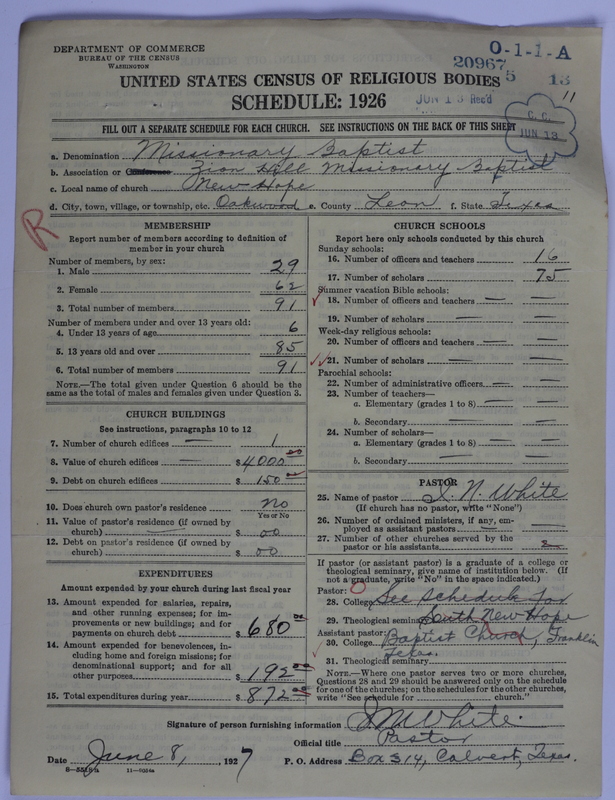 DEPARTMENT OF COMMERCE
BUREAU OF THE CENSUS
WASHINGTON
O-1-1-A
20967
5 13
UNITED STATES CENSUS OF RELIGIOUS BODIES
SCHEDULE: 1926
JUN 13 Rec'd
11
C. C.
JUN 13
FILL OUT A SEPARATE SCHEDULE FOR EACH CHURCH. SEE INSTRUCTIONS ON THE BACK OF THIS SHEET
a. Denomination Missionary Baptist
b. Association or Conference Zion Hill Missionary Baptist
c. Local name of church New Hope
d. City, town, village, or township, etc. Oakwood e. County Leon f. State Texas
R
MEMBERSHIP
Report number of members according to definition of
member in your church
Number of members, by sex:
1. Male 29
2. Female 62
3. Total number of members 91
Number of members under and over 13 years old:
4. Under 13 years of age 6
5. 13 years old and over 85
6. Total number of members 91
NOTE.—The total given under Question 6 should be the
same as the total of males and females given under Question 3.
CHURCH BUILDINGS
See instructions, paragraphs 10 to 12
7. Number of church edifices 1
8. Value of church edifices $4000 00
9. Debt on church edifices $150 00
10. Does church own pastor's residence No
Yes or No
11. Value of pastor's residence (if owned by
church) $ 00
12. Debt on pastor's residence (if owned by
church) $ 00
EXPENDITURES
Amount expended by your church during last fiscal year
13. Amount expended for salaries, repairs,
and other running expenses; for im-
provements or new buildings; and for
payments on church debt $ 680 00
14. Amount expended for benevolences, in-
cluding home and foreign missions; for
denominational support; and for all
other purposes $ 192 00
15. Total expenditures during year $ 872 00
CHURCH SCHOOLS
Report here only schools conducted by this church
Sunday schools:
16. Number of officers and teachers 16
17. Number of scholars 75
Summer vacation Bible schools:
18. Number of officers and teachers —
19. Number of scholars —
Week-day religious schools:
20. Number of officers and teachers —
21. Number of scholars —
Parochial schools:
22. Number of administrative officers —
23. Number of teachers—
a. Elementary (grades 1 to 8) —
b. Secondary —
24. Number of scholars—
a. Elementary (grades 1 to 8) —
b. Secondary —
PASTOR
25. Name of pastor J. N. White
(If church has no pastor, write "None")
26. Number of ordained ministers, if any, em-
ployed as assistant pastors —
27. Number of other churches served by the
pastor or his assistants 2
If pastor (or assistant pastor) is a graduate of a college or
theological seminary, give name of institution below. (If
not a graduate, write "No" in the space indicated.)
Pastor:
28. College See Schedule for
29. Theological seminary South New Hope
Assistant pastor:
30. College Baptist Church, Franklin
Texas.
31. Theological seminary
NOTE.—Where one pastor serves two or more churches,
Questions 28 and 29 should be answered only on the schedule
for one of the churches; on the schedules for the other churches,
write "See schedule for church."
Signature of person furnishing information J. N. White.
Official title Pastor
Date June 8, 1927 P. O. Address Box 314, Calvert, Texas.